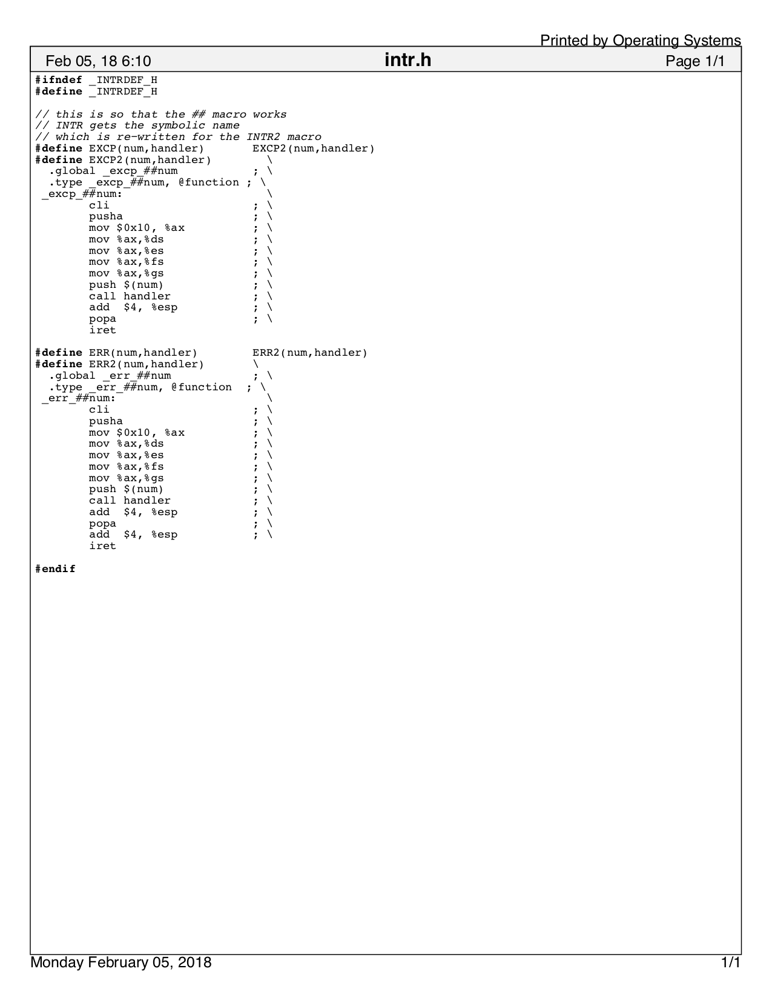 Printed by Operating Systems
Feb 05, 18 6:10 intr.h Page 1/1
#ifndef _INTRDEF_H
#define _INTRDEF_H

// this is so that the ## macro works
// INTR gets the symbolic name
// which is re-written for the INTR2 macro
#define EXCP(num,handler)       EXCP2(num,handler)
#define EXCP2(num,handler)        \
  .global _excp_##num           ; \
  .type _excp_##num, @function ; \
 _excp_##num:                     \
        cli                     ; \
        pusha                   ; \
        mov $0x10, %ax          ; \
        mov %ax,%ds             ; \
        mov %ax,%es             ; \
        mov %ax,%fs             ; \
        mov %ax,%gs             ; \
        push $(num)             ; \
        call handler            ; \
        add  $4, %esp           ; \
        popa                    ; \
        iret

#define ERR(num,handler)        ERR2(num,handler)
#define ERR2(num,handler)       \
  .global _err_##num            ; \
  .type _err_##num, @function  ; \
 _err_##num:                      \
        cli                     ; \
        pusha                   ; \
        mov $0x10, %ax          ; \
        mov %ax,%ds             ; \
        mov %ax,%es             ; \
        mov %ax,%fs             ; \
        mov %ax,%gs             ; \
        push $(num)             ; \
        call handler            ; \
        add  $4, %esp           ; \
        popa                    ; \
        add  $4, %esp           ; \
        iret

#endif
Monday February 05, 2018 1/1